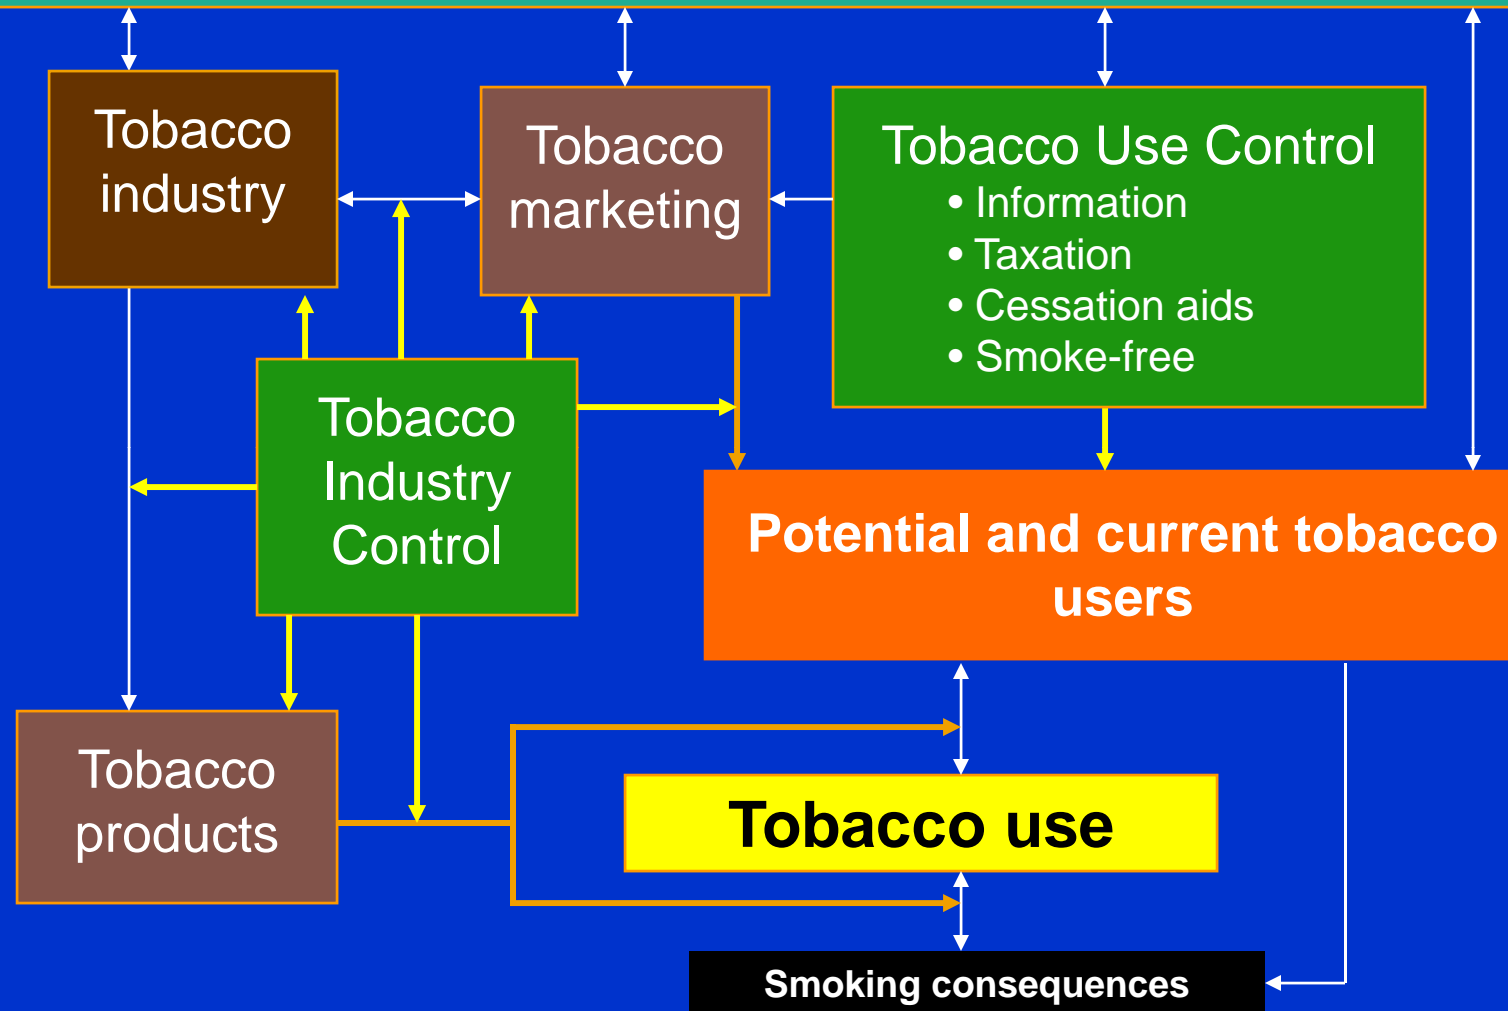 Tobacco
industry
Tobacco
marketing
Tobacco Use Control
• Information
• Taxation
• Cessation aids
• Smoke-free
Tobacco
Industry
Control
Potential and current tobacco
users
Tobacco
products
Tobacco use
Smoking consequences